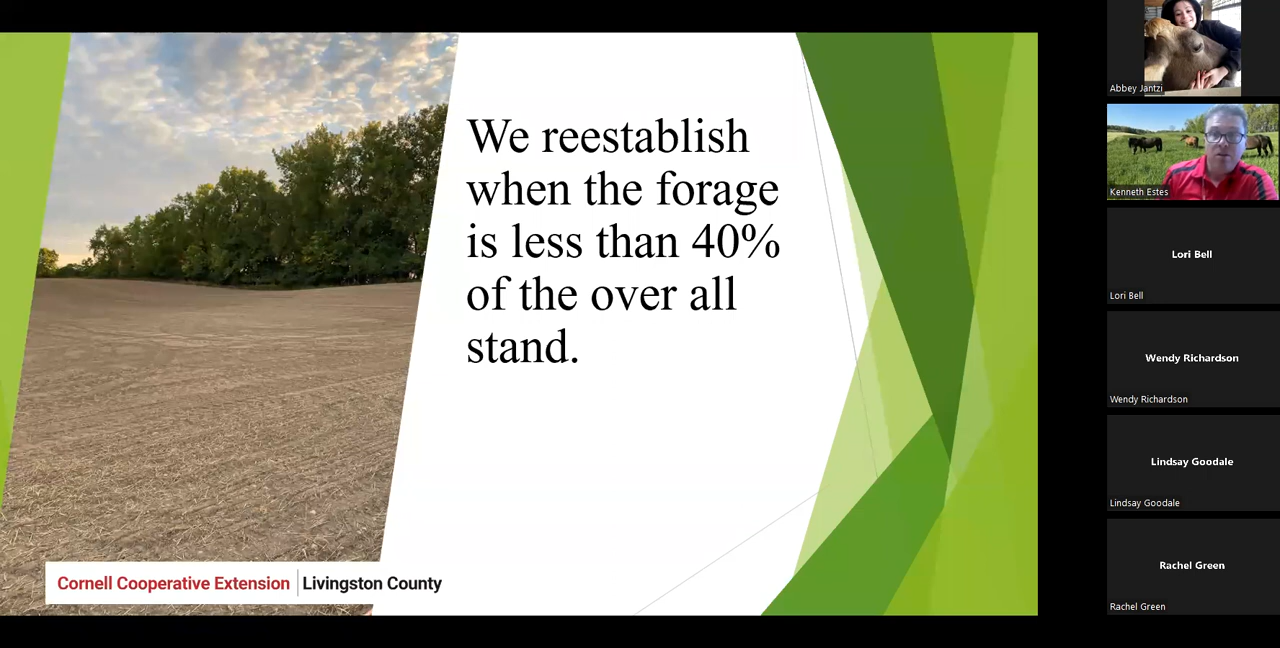 We reestablish
when the forage
is less than 40%
of the over all
stand.
Cornell Cooperative Extension | Livingston County
Abbey Jantzi
Kenneth Estes
Lori Bell
Lori Bell
Wendy Richardson
Wendy Richardson
Lindsay Goodale
Lindsay Goodale
Rachel Green
Rachel Green